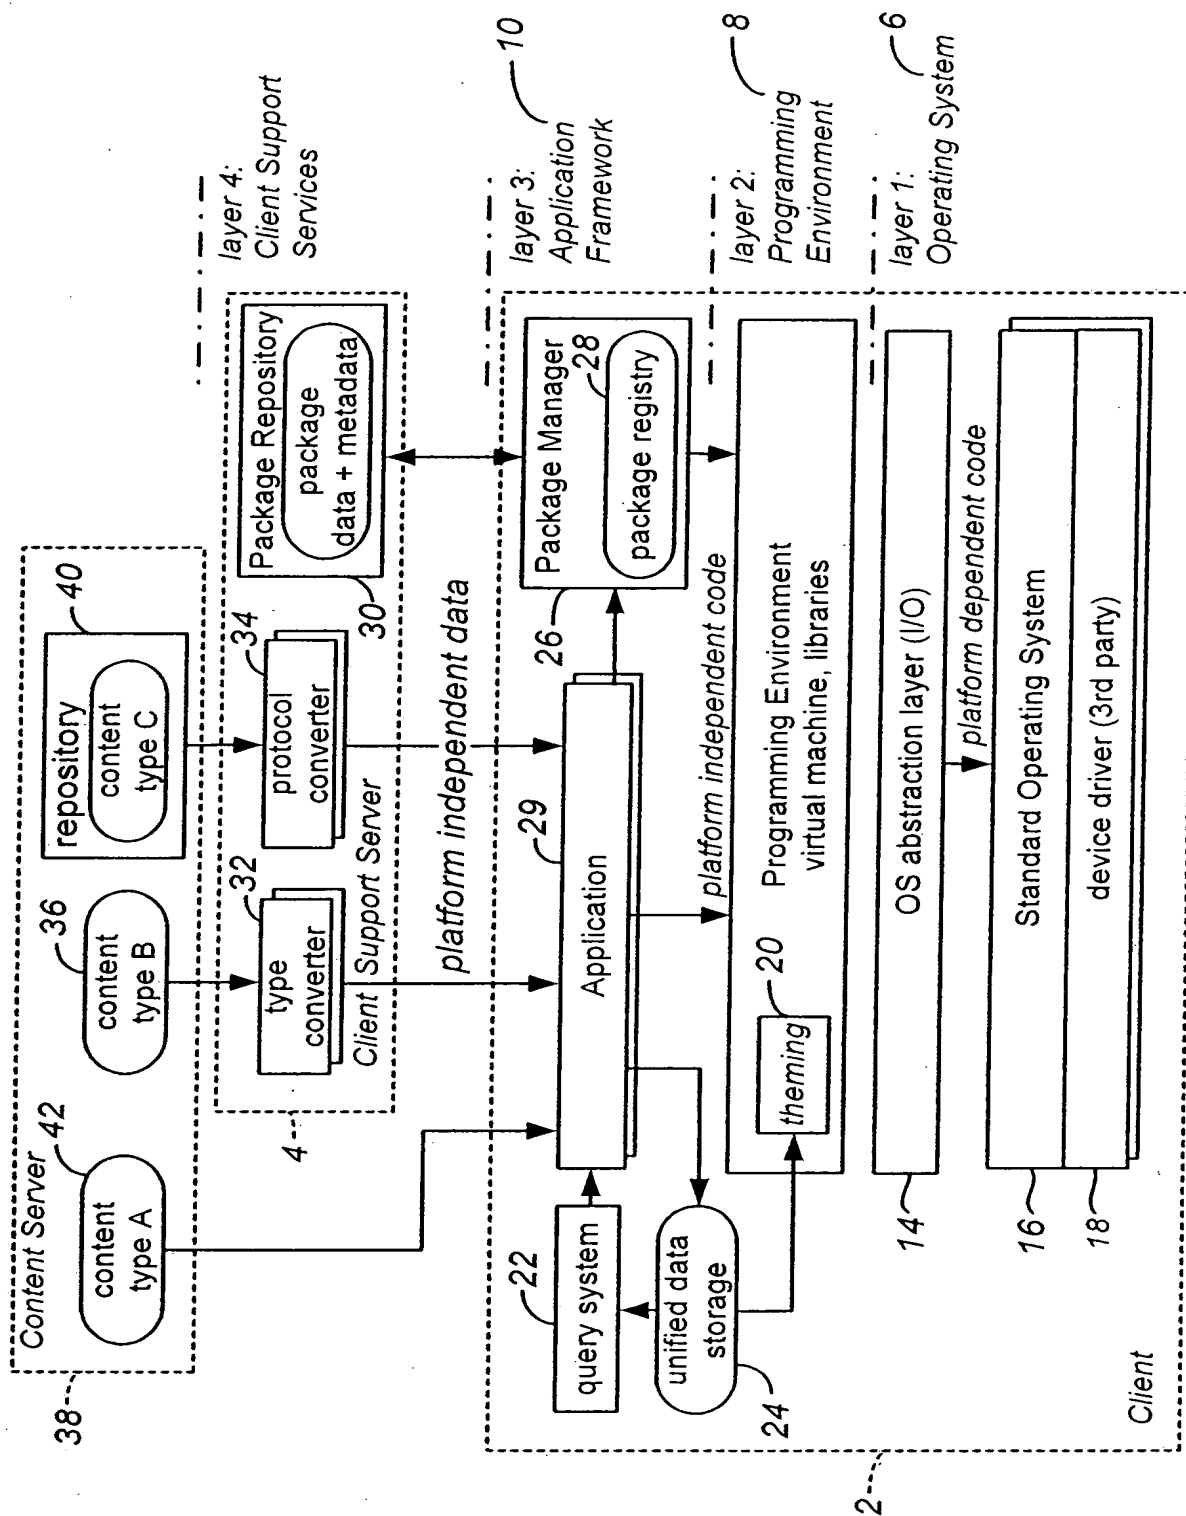 Content Server
38
content
type A
42
content
type B
36
repository
content
type C
40
layer 4:
Client Support
Services
type
converter
32
protocol
converter
34
Package Repository
package
data + metadata
30
Client Support Server
4
platform independent data
layer 3:
Application
Framework
10
query system
22
Application
29
Package Manager
package registry
28
26
unified data
storage
24
platform independent code
layer 2:
Programming
Environment
8
Programming Environment
virtual machine, libraries
theming
20
layer 1:
Operating System
6
OS abstraction layer (I/O)
14
platform dependent code
Standard Operating System
16
device driver (3rd party)
18
Client
2